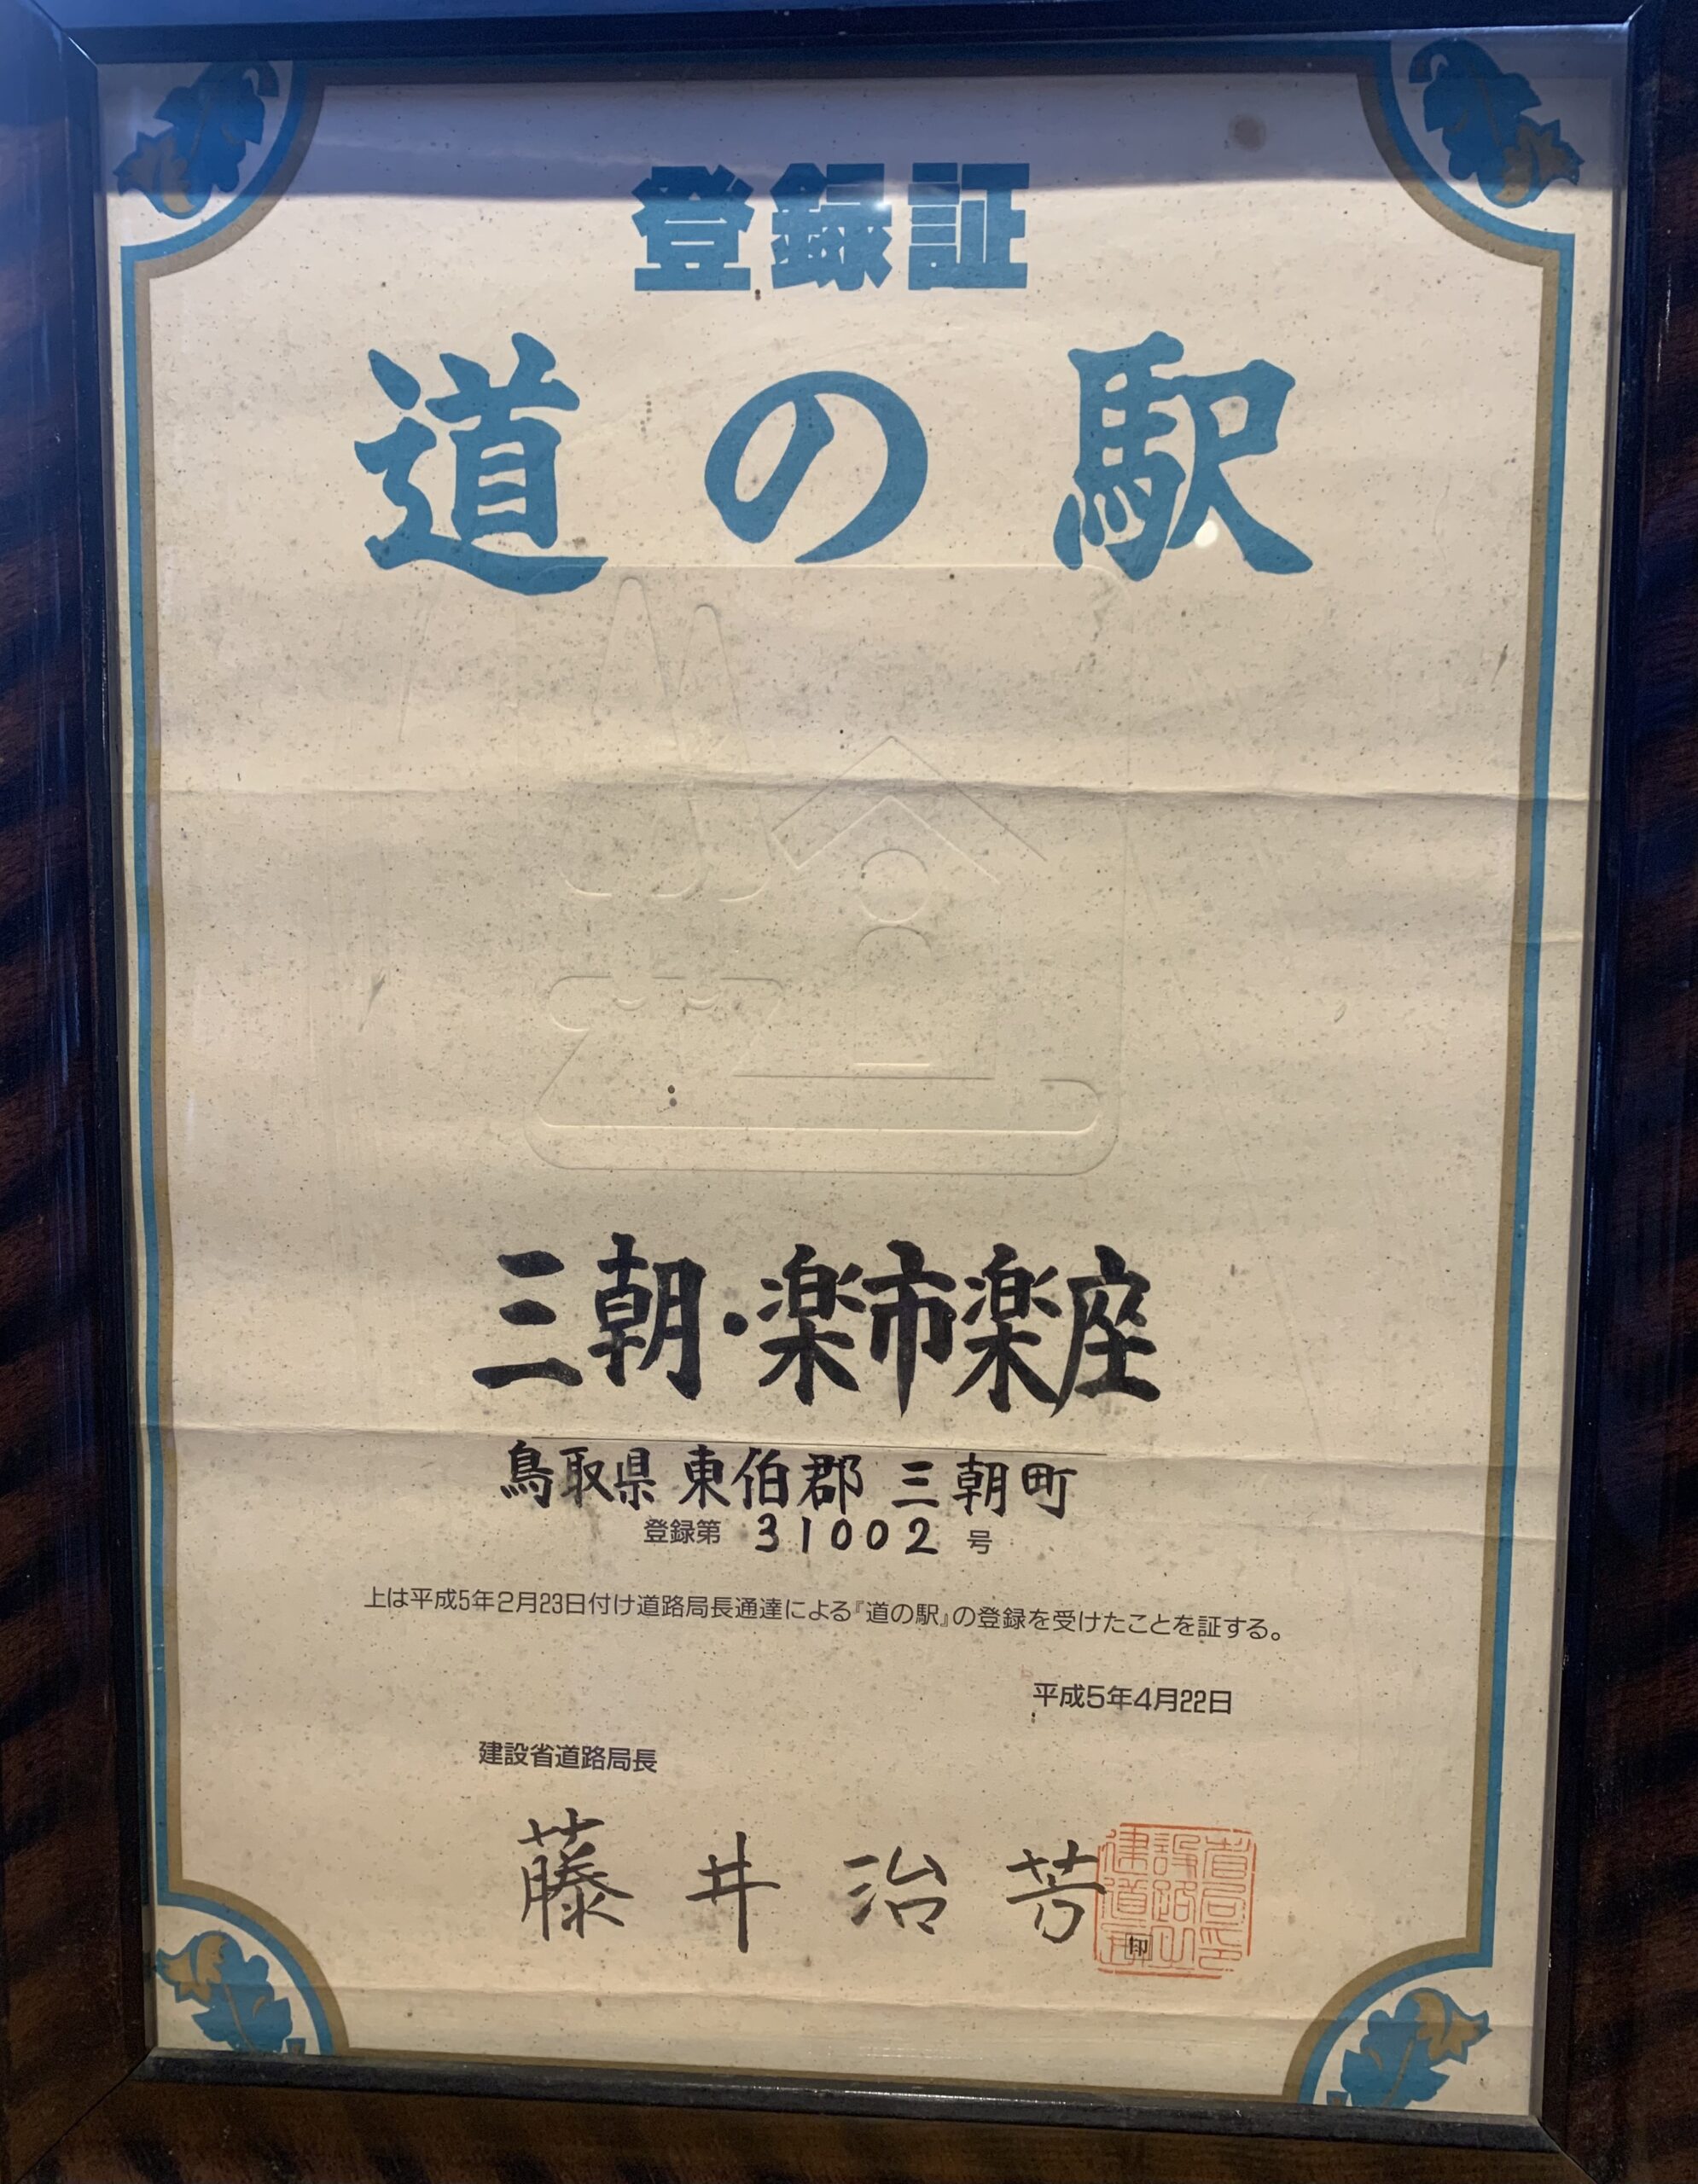 登録証
道の駅
三朝・楽市楽座
鳥取県 東伯郡 三朝町
登録第 31002 号
上は平成5年2月23日付け道路局長通達による『道の駅』の登録を受けたことを証する。
平成5年4月22日
建設省道路局長
藤井治芳
印